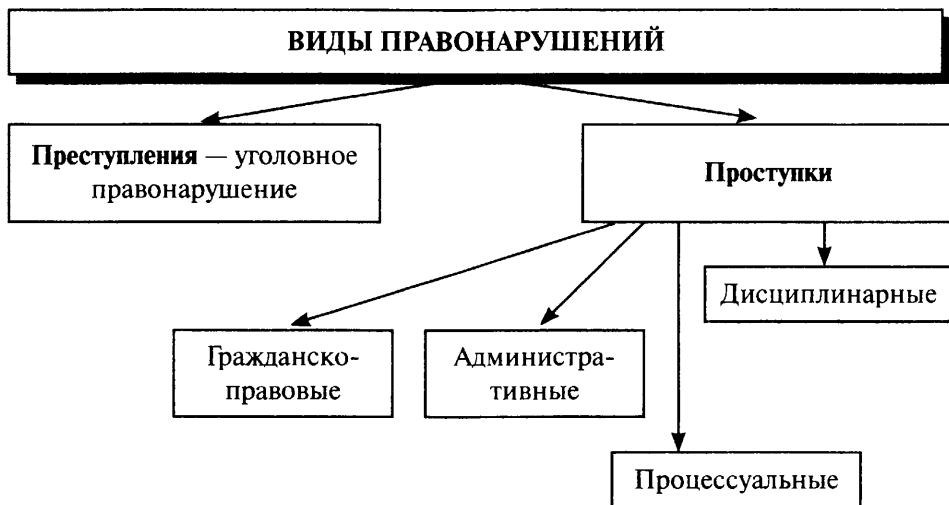 ВИДЫ ПРАВОНАРУШЕНИЙ
Преступления — уголовное
правонарушение
Проступки
Дисциплинарные
Гражданско-
правовые
Администра-
тивные
Процессуальные